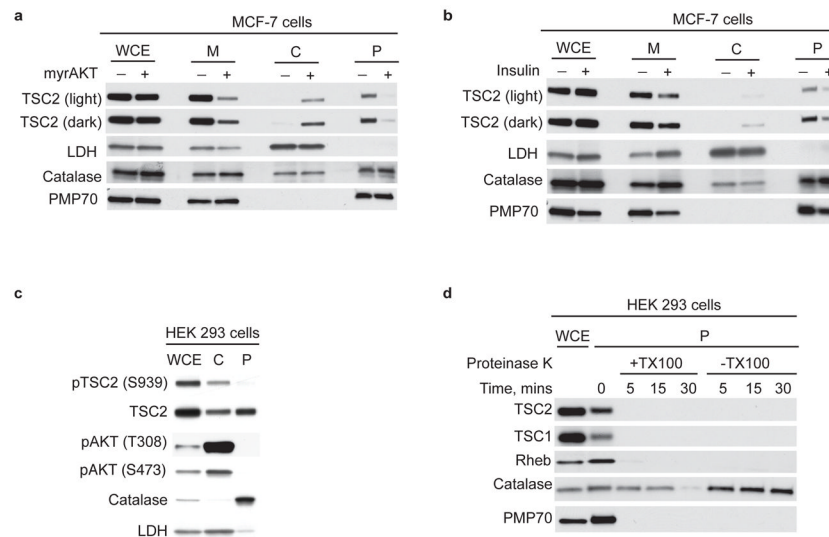 a
MCF-7 cells
WCE M C P
myrAKT – + – + – + – +
TSC2 (light)
TSC2 (dark)
LDH
Catalase
PMP70
b
MCF-7 cells
WCE M C P
Insulin – + – + – + – +
TSC2 (light)
TSC2 (dark)
LDH
Catalase
PMP70
c
HEK 293 cells
WCE C P
pTSC2 (S939)
TSC2
pAKT (T308)
pAKT (S473)
Catalase
LDH
d
HEK 293 cells
WCE P
Proteinase K +TX100 -TX100
Time, mins 0 5 15 30 5 15 30
TSC2
TSC1
Rheb
Catalase
PMP70